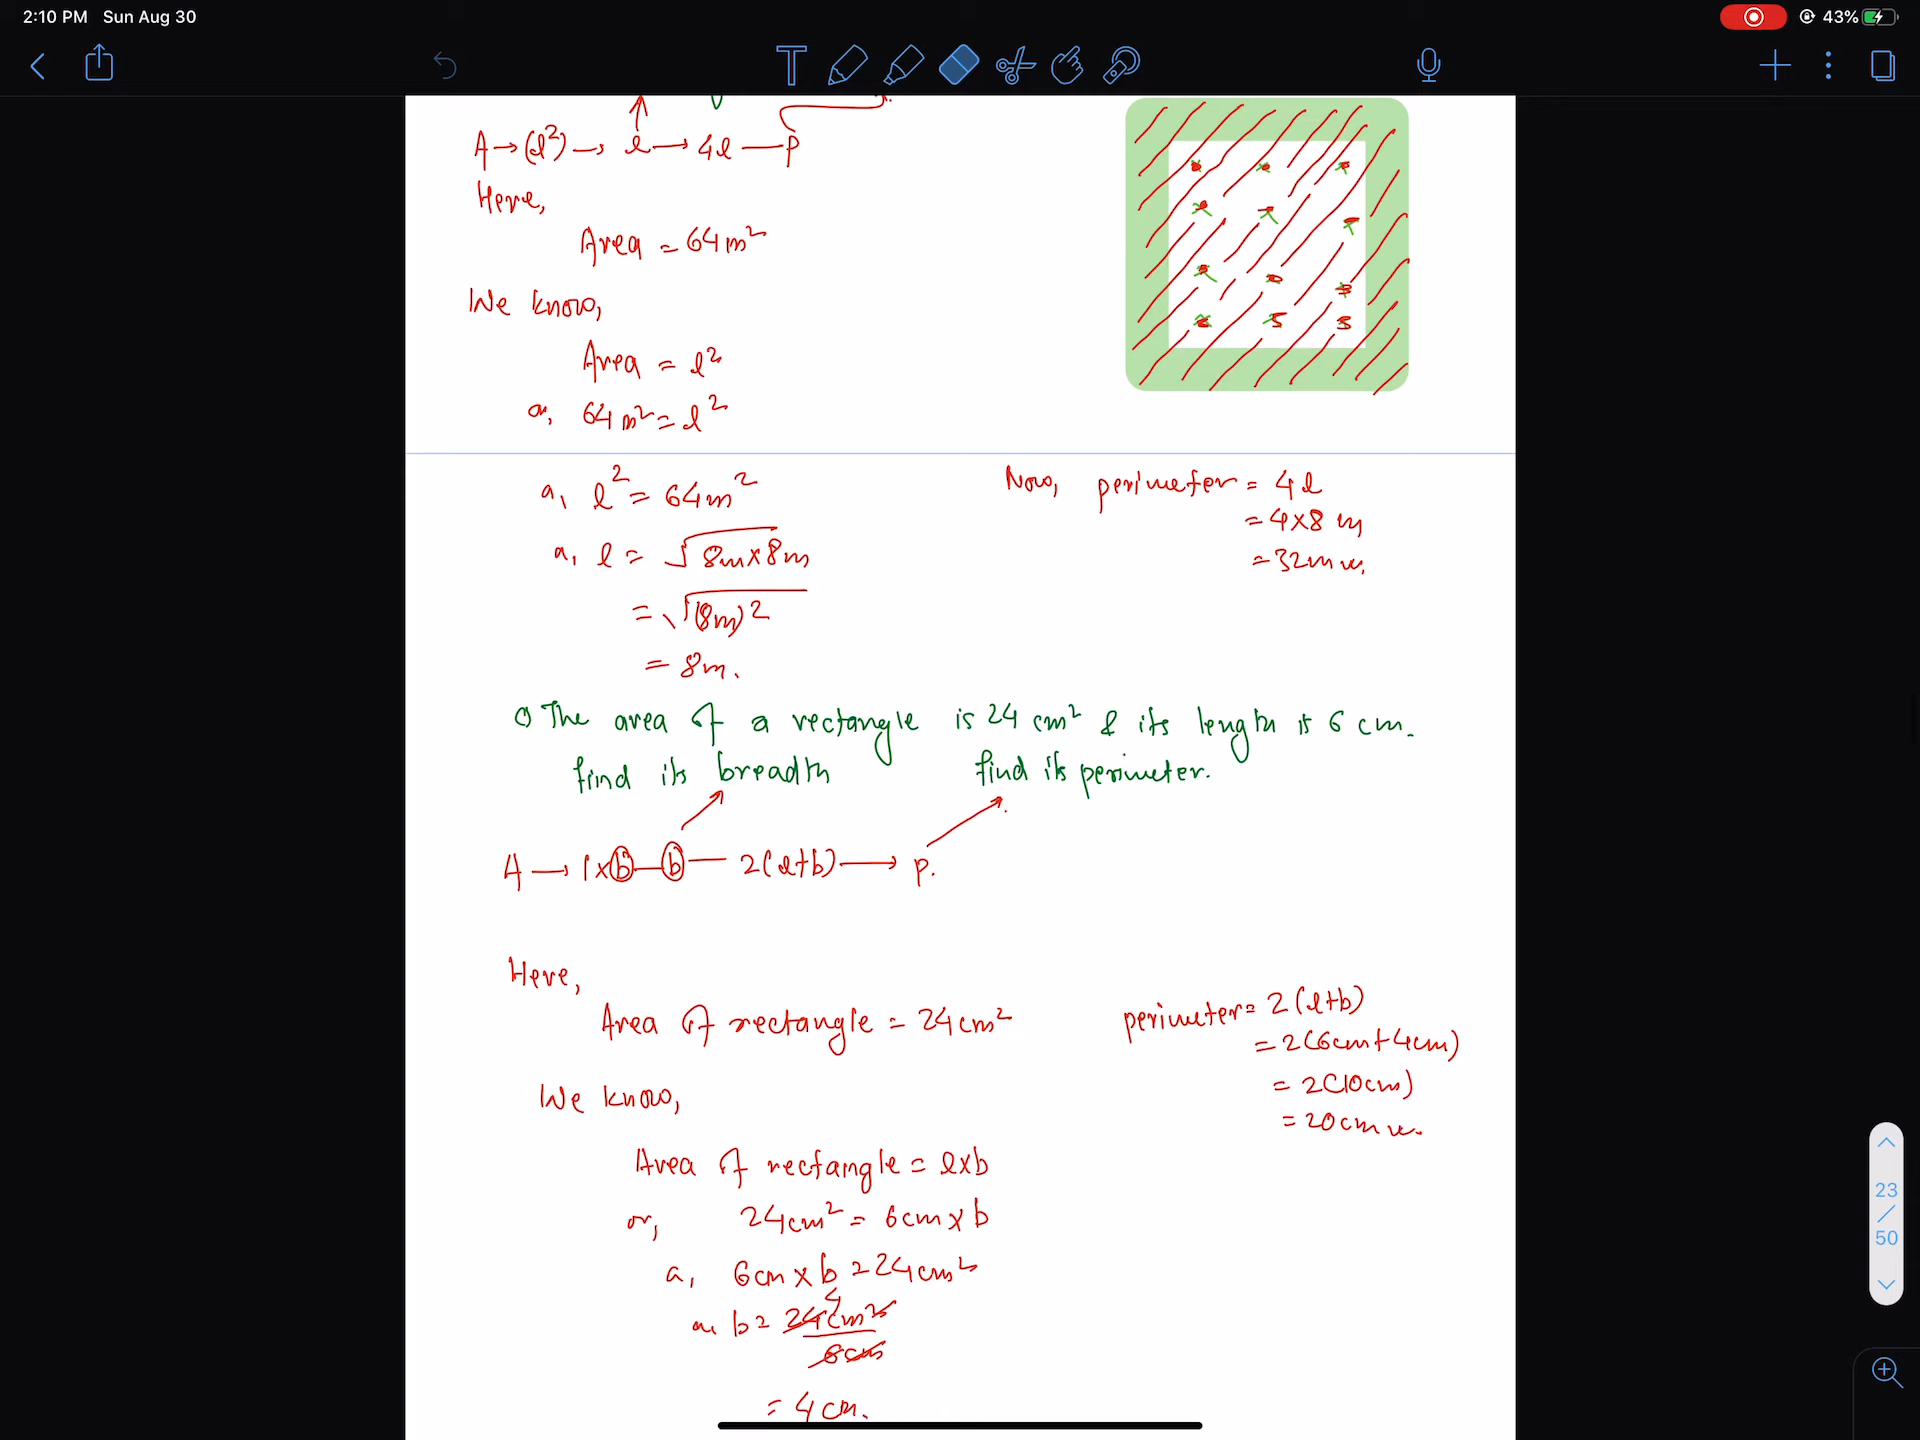 2:10 PM Sun Aug 30
43%
A → (l²) → l → 4l — P
Here,
Area = 64 m²
We know,
Area = l²
or, 64 m² = l²
or, l² = 64 m²
or, l = √8m×8m
= √(8m)²
= 8m.
Now, perimeter = 4l
= 4×8 m
= 32m
The area of a rectangle is 24 cm² & its length is 6 cm.
find its breadth find its perimeter.
A → l×b — b — 2(l+b) → P.
Here,
Area of rectangle = 24cm²
We know,
Area of rectangle = l×b
or, 24cm² = 6cm × b
or, 6cm × b = 24cm²
or, b = 24cm²
4
6cm
= 4cm.
perimeter = 2(l+b)
= 2(6cm+4cm)
= 2(10cm)
= 20cm
23
/
50